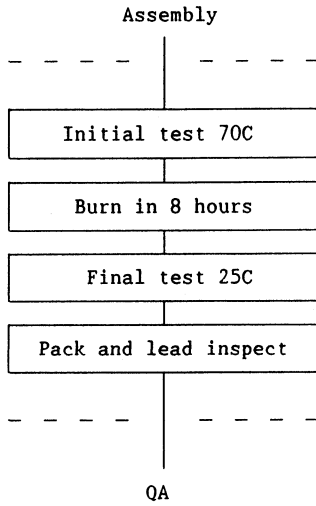 Assembly
Initial test 70C
Burn in 8 hours
Final test 25C
Pack and lead inspect
QA